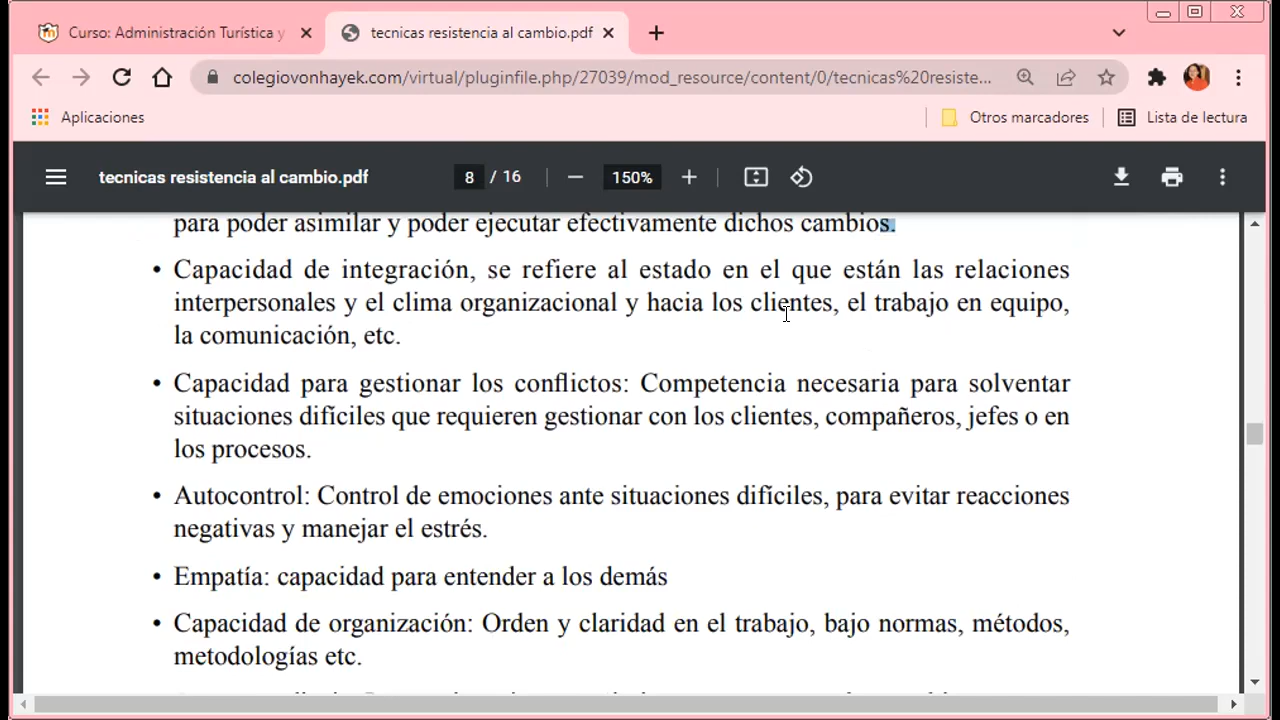 Curso: Administración Turística y
tecnicas resistencia al cambio.pdf
colegiovonhayek.com/virtual/pluginfile.php/27039/mod_resource/content/0/tecnicas%20resiste...
Aplicaciones
Otros marcadores
Lista de lectura
tecnicas resistencia al cambio.pdf
8 / 16
150%
para poder asimilar y poder ejecutar efectivamente dichos cambios.
• Capacidad de integración, se refiere al estado en el que están las relaciones
interpersonales y el clima organizacional y hacia los clientes, el trabajo en equipo,
la comunicación, etc.
• Capacidad para gestionar los conflictos: Competencia necesaria para solventar
situaciones difíciles que requieren gestionar con los clientes, compañeros, jefes o en
los procesos.
• Autocontrol: Control de emociones ante situaciones difíciles, para evitar reacciones
negativas y manejar el estrés.
• Empatía: capacidad para entender a los demás
• Capacidad de organización: Orden y claridad en el trabajo, bajo normas, métodos,
metodologías etc.